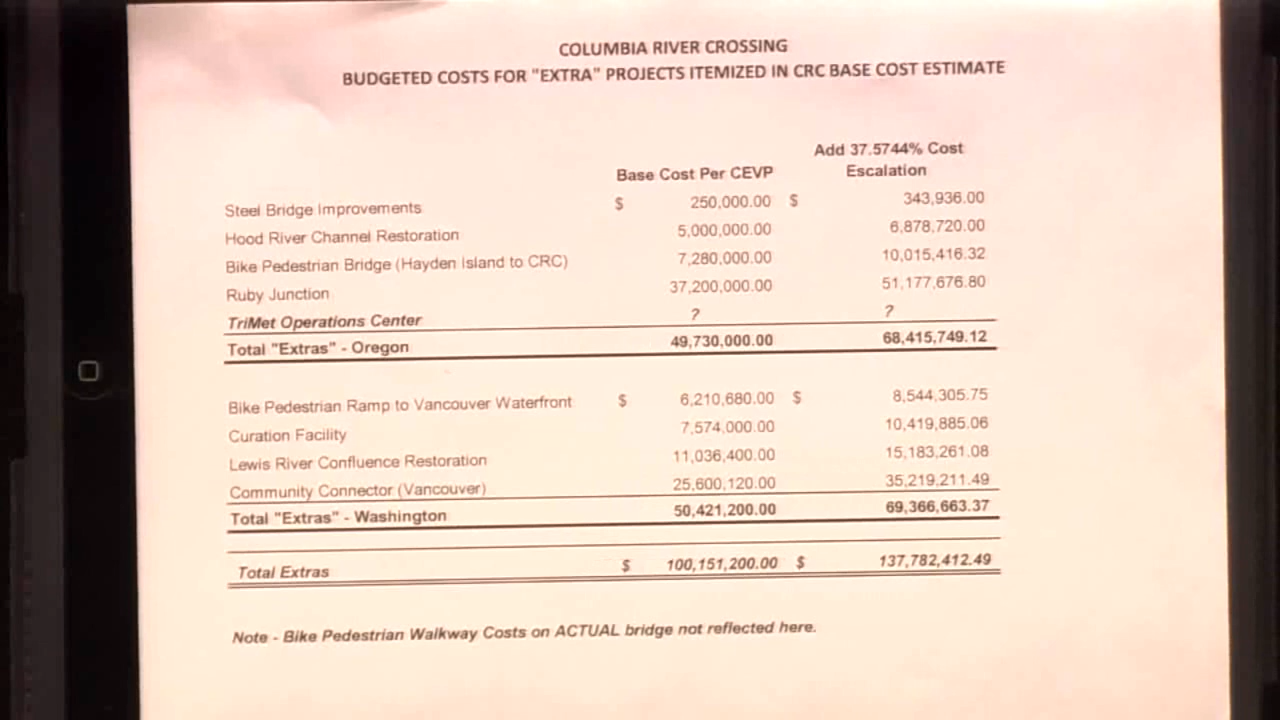 COLUMBIA RIVER CROSSING
BUDGETED COSTS FOR "EXTRA" PROJECTS ITEMIZED IN CRC BASE COST ESTIMATE
Base Cost Per CEVP Add 37.5744% Cost Escalation
Steel Bridge Improvements $ 250,000.00 $ 343,936.00
Hood River Channel Restoration 5,000,000.00 6,878,720.00
Bike Pedestrian Bridge (Hayden Island to CRC) 7,280,000.00 10,015,416.32
Ruby Junction 37,200,000.00 51,177,676.80
TriMet Operations Center ? ?
Total "Extras" - Oregon 49,730,000.00 68,415,749.12
Bike Pedestrian Ramp to Vancouver Waterfront $ 6,210,680.00 $ 8,544,305.75
Curation Facility 7,574,000.00 10,419,885.06
Lewis River Confluence Restoration 11,036,400.00 15,183,261.08
Community Connector (Vancouver) 25,600,120.00 35,219,211.49
Total "Extras" - Washington 50,421,200.00 69,366,663.37
Total Extras $ 100,151,200.00 $ 137,782,412.49
Note - Bike Pedestrian Walkway Costs on ACTUAL bridge not reflected here.